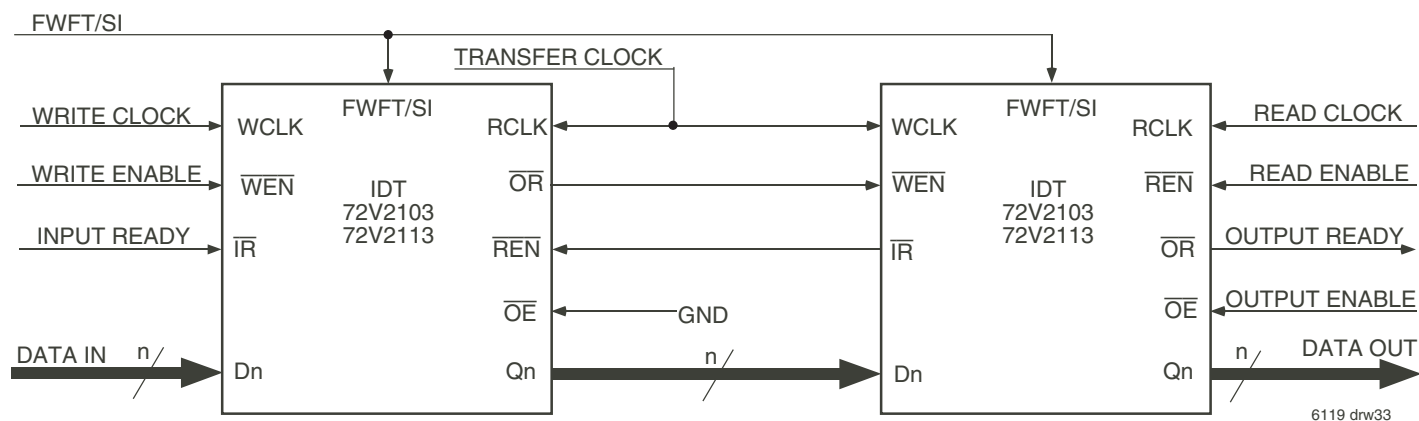 FWFT/SI
TRANSFER CLOCK
WRITE CLOCK
WRITE ENABLE
INPUT READY
DATA IN
n
FWFT/SI
WCLK
WEN
IR
Dn
IDT
72V2103
72V2113
RCLK
OR
REN
OE
Qn
GND
n
FWFT/SI
WCLK
WEN
IR
Dn
IDT
72V2103
72V2113
RCLK
REN
OR
OE
Qn
READ CLOCK
READ ENABLE
OUTPUT READY
OUTPUT ENABLE
n
DATA OUT
6119 drw33